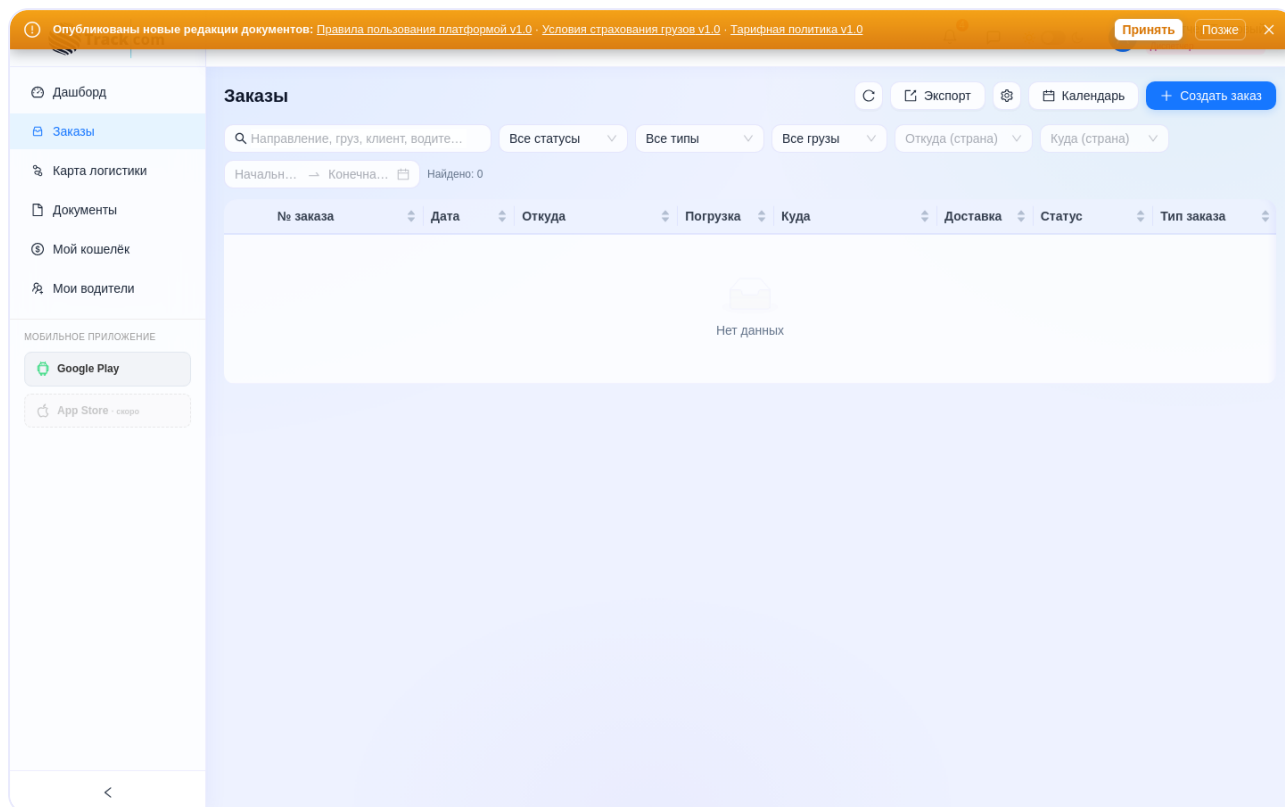 Опубликованы новые редакции документов: Правила пользования платформой v1.0 · Условия страхования грузов v1.0 · Тарифная политика v1.0
Принять
Позже
Дашборд
Заказы
Карта логистики
Документы
Мой кошелёк
Мои водители
МОБИЛЬНОЕ ПРИЛОЖЕНИЕ
Google Play
App Store · скоро
Заказы
Экспорт
Календарь
Создать заказ
Направление, груз, клиент, водите…
Все статусы
Все типы
Все грузы
Откуда (страна)
Куда (страна)
Начальн…
Конечна…
Найдено: 0
№ заказа
Дата
Откуда
Погрузка
Куда
Доставка
Статус
Тип заказа
Нет данных